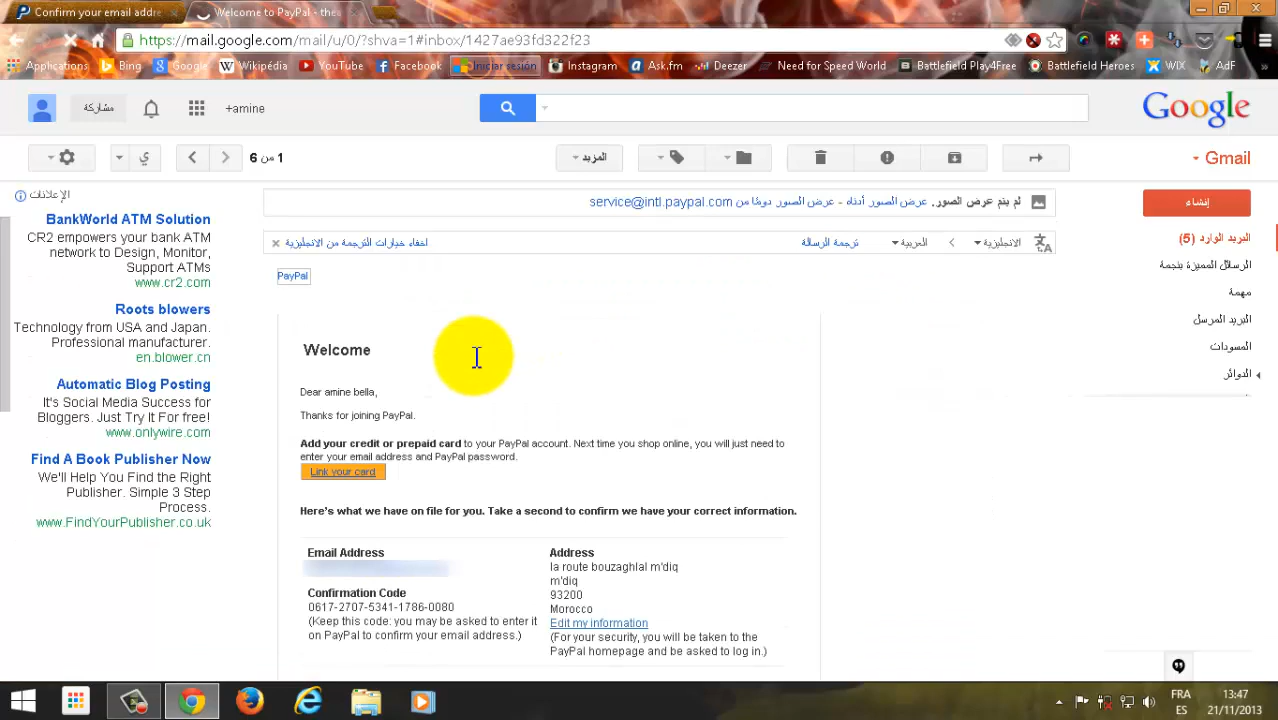 Confirm your email addre
Welcome to PayPal - the
https://mail.google.com/mail/u/0/?shva=1#inbox/1427ae93fd322f23
Applications
Bing
Google
Wikipédia
YouTube
Facebook
Iniciar sesión
Instagram
Ask.fm
Deezer
Need for Speed World
Battlefield Play4Free
Battlefield Heroes
WIX
AdF
»
مشاركة
+amine
Google
ي
1 من 6
المزيد
Gmail
الإعلانات
BankWorld ATM Solution
CR2 empowers your bank ATM
network to Design, Monitor,
Support ATMs
www.cr2.com
Roots blowers
Technology from USA and Japan.
Professional manufacturer.
en.blower.cn
Automatic Blog Posting
It's Social Media Success for
Bloggers. Just Try It For free!
www.onlywire.com
Find A Book Publisher Now
We'll Help You Find the Right
Publisher. Simple 3 Step
Process.
www.FindYourPublisher.co.uk
لم يتم عرض الصور. عرض الصور أدناه - عرض الصور دومًا من service@intl.paypal.com
الانجليزية
العربية
ترجمة الرسالة
اخفاء خيارات الترجمة من الانجليزية
PayPal
Welcome
Dear amine bella,
Thanks for joining PayPal.
Add your credit or prepaid card to your PayPal account. Next time you shop online, you will just need to
enter your email address and PayPal password.
Link your card
Here's what we have on file for you. Take a second to confirm we have your correct information.
Email Address
Confirmation Code
0617-2707-5341-1786-0080
(Keep this code: you may be asked to enter it
on PayPal to confirm your email address.)
Address
la route bouzaghlal m'diq
m'diq
93200
Morocco
Edit my information
(For your security, you will be taken to the
PayPal homepage and be asked to log in.)
إنشاء
البريد الوارد (5)
الرسائل المميزة بنجمة
مهمة
البريد المرسل
المسودات
الدوائر
FR
ES
13:47
21/11/2013